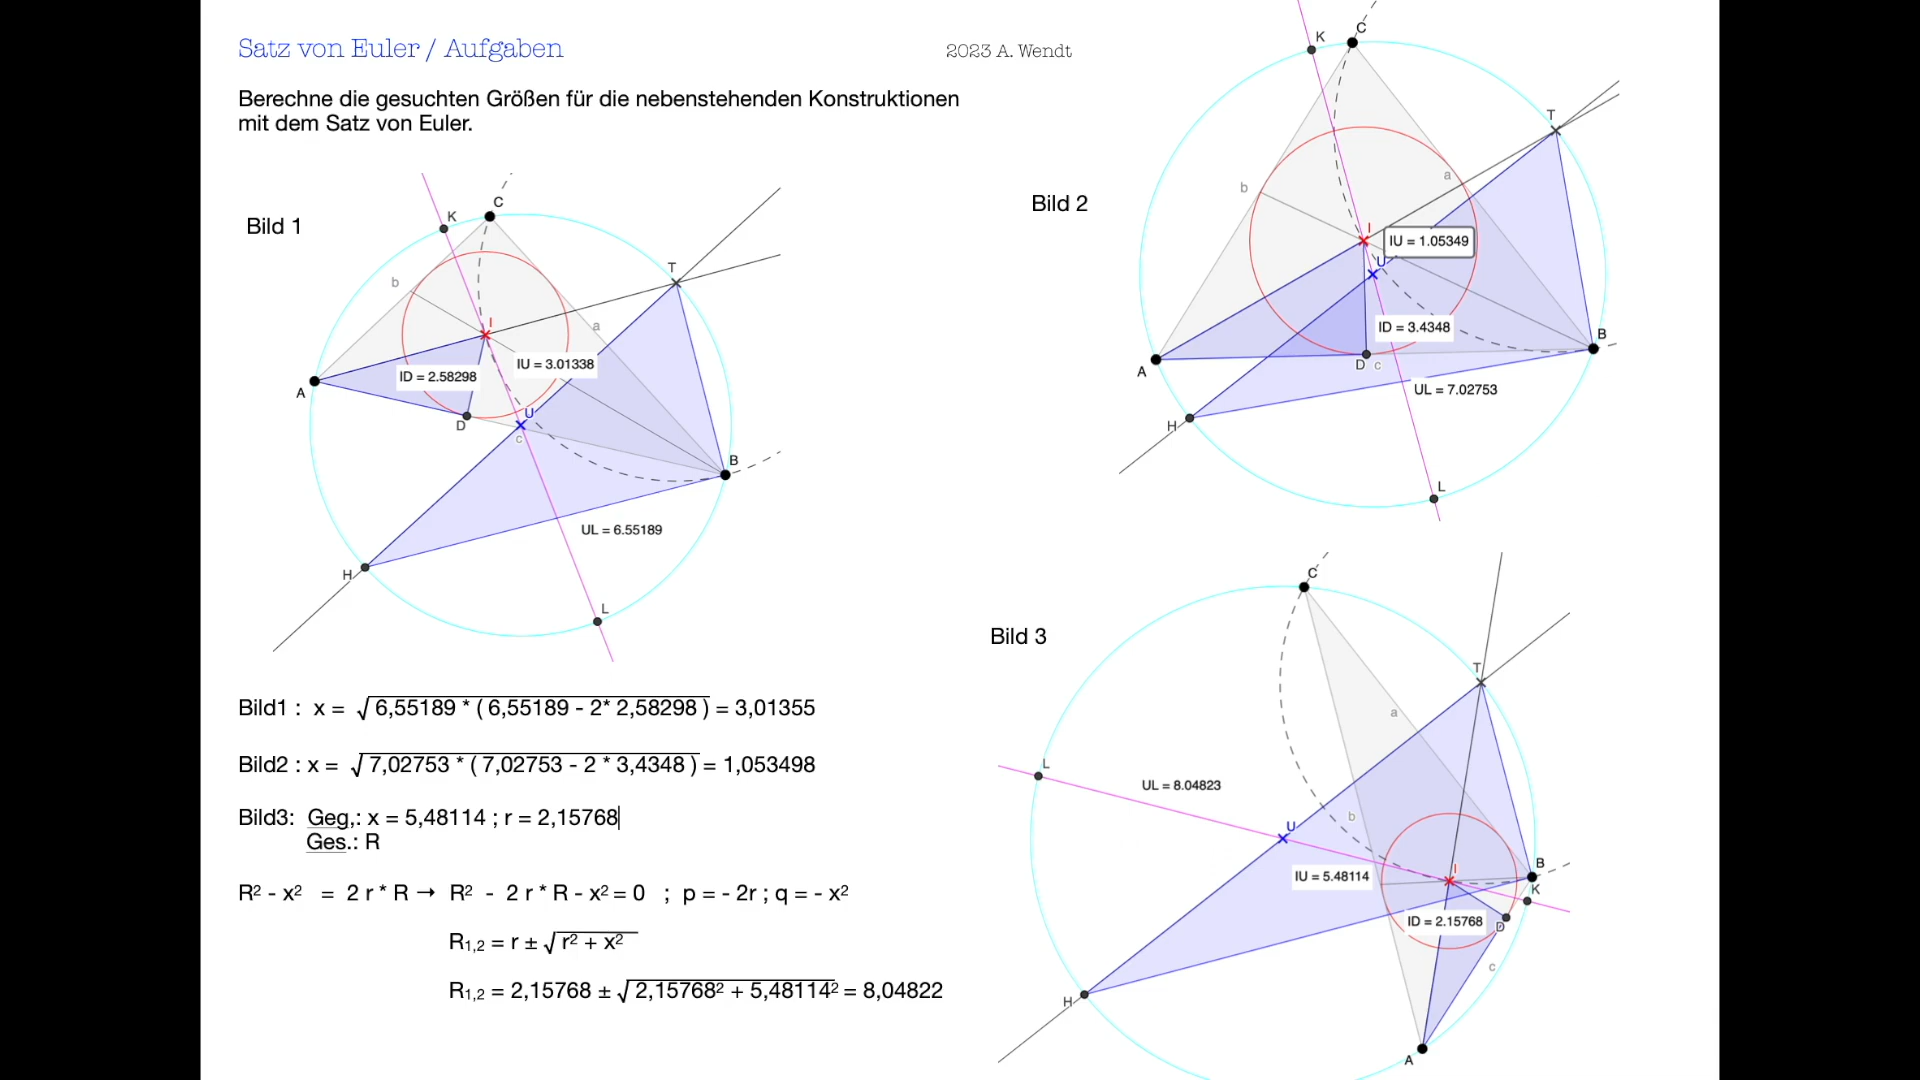 Satz von Euler / Aufgaben
2023 A. Wendt
Berechne die gesuchten Größen für die nebenstehenden Konstruktionen
mit dem Satz von Euler.
Bild 1
K
C
T
b
I
a
IU = 3.01338
ID = 2.58298
A
D
U
c
B
UL = 6.55189
H
L
Bild 2
K
C
T
b
a
I
IU = 1.05349
U
ID = 3.4348
B
A
D
c
UL = 7.02753
H
L
Bild 3
C
T
a
L
UL = 8.04823
b
U
I
B
IU = 5.48114
K
ID = 2.15768
D
c
H
A
Bild1 : x = √ 6,55189 * ( 6,55189 - 2* 2,58298 ) = 3,01355
Bild2 : x = √ 7,02753 * ( 7,02753 - 2 * 3,4348 ) = 1,053498
Bild3: Geg,: x = 5,48114 ; r = 2,15768
Ges.: R
R² - x² = 2 r * R → R² - 2 r * R - x² = 0 ; p = - 2r ; q = - x²
R₁,₂ = r ± √ r² + x²
R₁,₂ = 2,15768 ± √ 2,15768² + 5,48114² = 8,04822